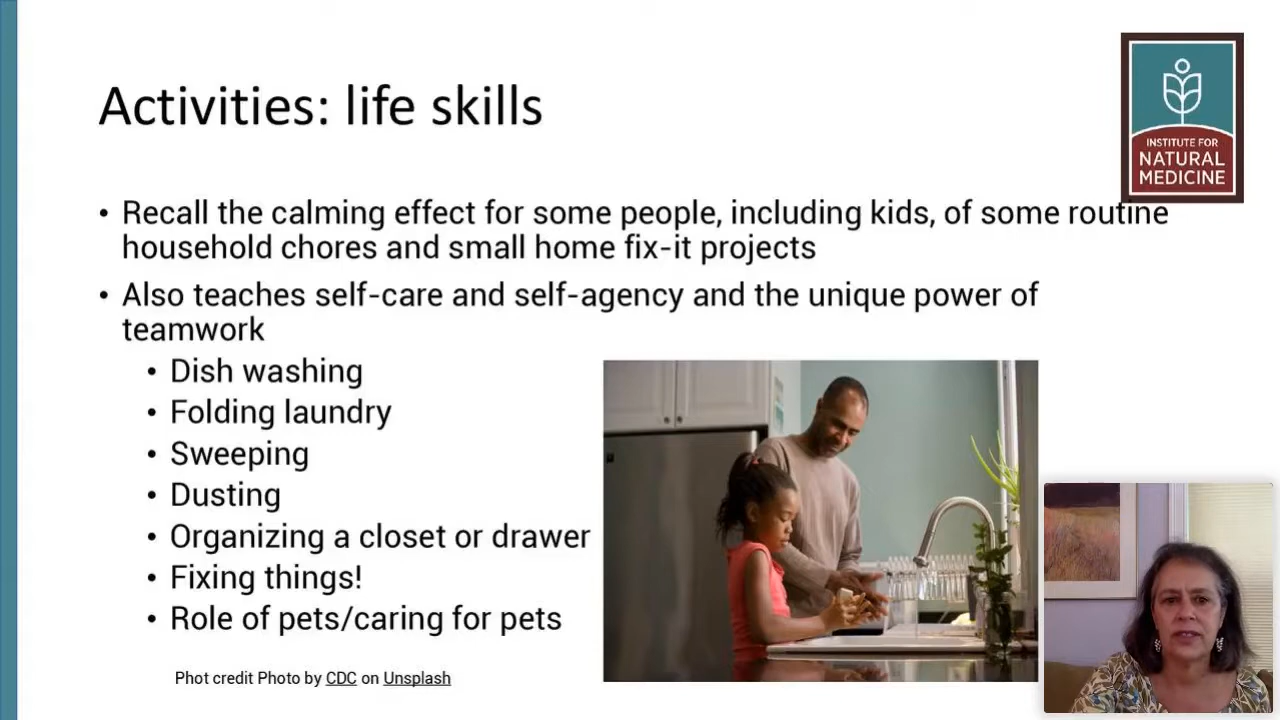 Activities: life skills
INSTITUTE FOR
NATURAL
MEDICINE
• Recall the calming effect for some people, including kids, of some routine
household chores and small home fix-it projects
• Also teaches self-care and self-agency and the unique power of
teamwork
• Dish washing
• Folding laundry
• Sweeping
• Dusting
• Organizing a closet or drawer
• Fixing things!
• Role of pets/caring for pets
Phot credit Photo by CDC on Unsplash